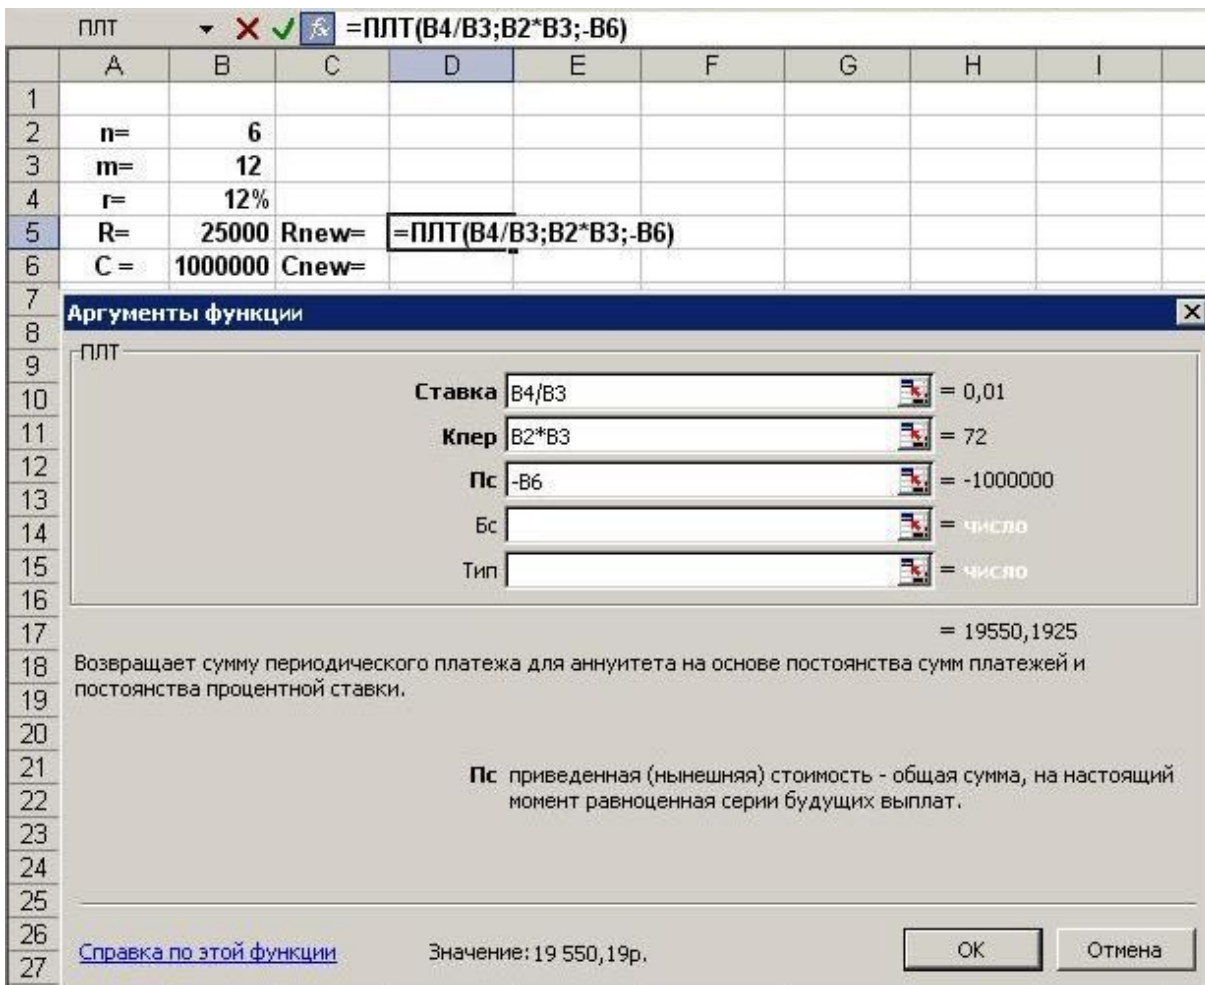 ПЛТ =ПЛТ(B4/B3;B2*B3;-B6)
A B C D E F G H I
1
2 n= 6
3 m= 12
4 r= 12%
5 R= 25000 Rnew= =ПЛТ(B4/B3;B2*B3;-B6)
6 C = 1000000 Cnew=
7
8 Аргументы функции
9 ПЛТ
10 Ставка B4/B3 = 0,01
11 Кпер B2*B3 = 72
12 Пс -B6 = -1000000
13
14 Бс = число
15 Тип = число
16
17 = 19550,1925
18 Возвращает сумму периодического платежа для аннуитета на основе постоянства сумм платежей и
19 постоянства процентной ставки.
20
21 Пс приведенная (нынешняя) стоимость - общая сумма, на настоящий
22 момент равноценная серии будущих выплат.
23
24
25
26 Справка по этой функции Значение: 19 550,19р. ОК Отмена
27